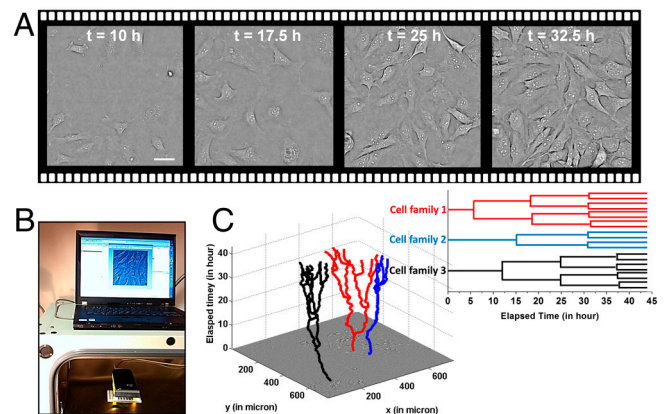 A
t = 10 h
t = 17.5 h
t = 25 h
t = 32.5 h
B
C
Elasped timey (in hour)
40
30
20
10
0
200
400
600
y (in micron)
200
400
600
x (in micron)
Cell family 1
Cell family 2
Cell family 3
0 5 10 15 20 25 30 35 40 45
Elapsed Time (in hour)